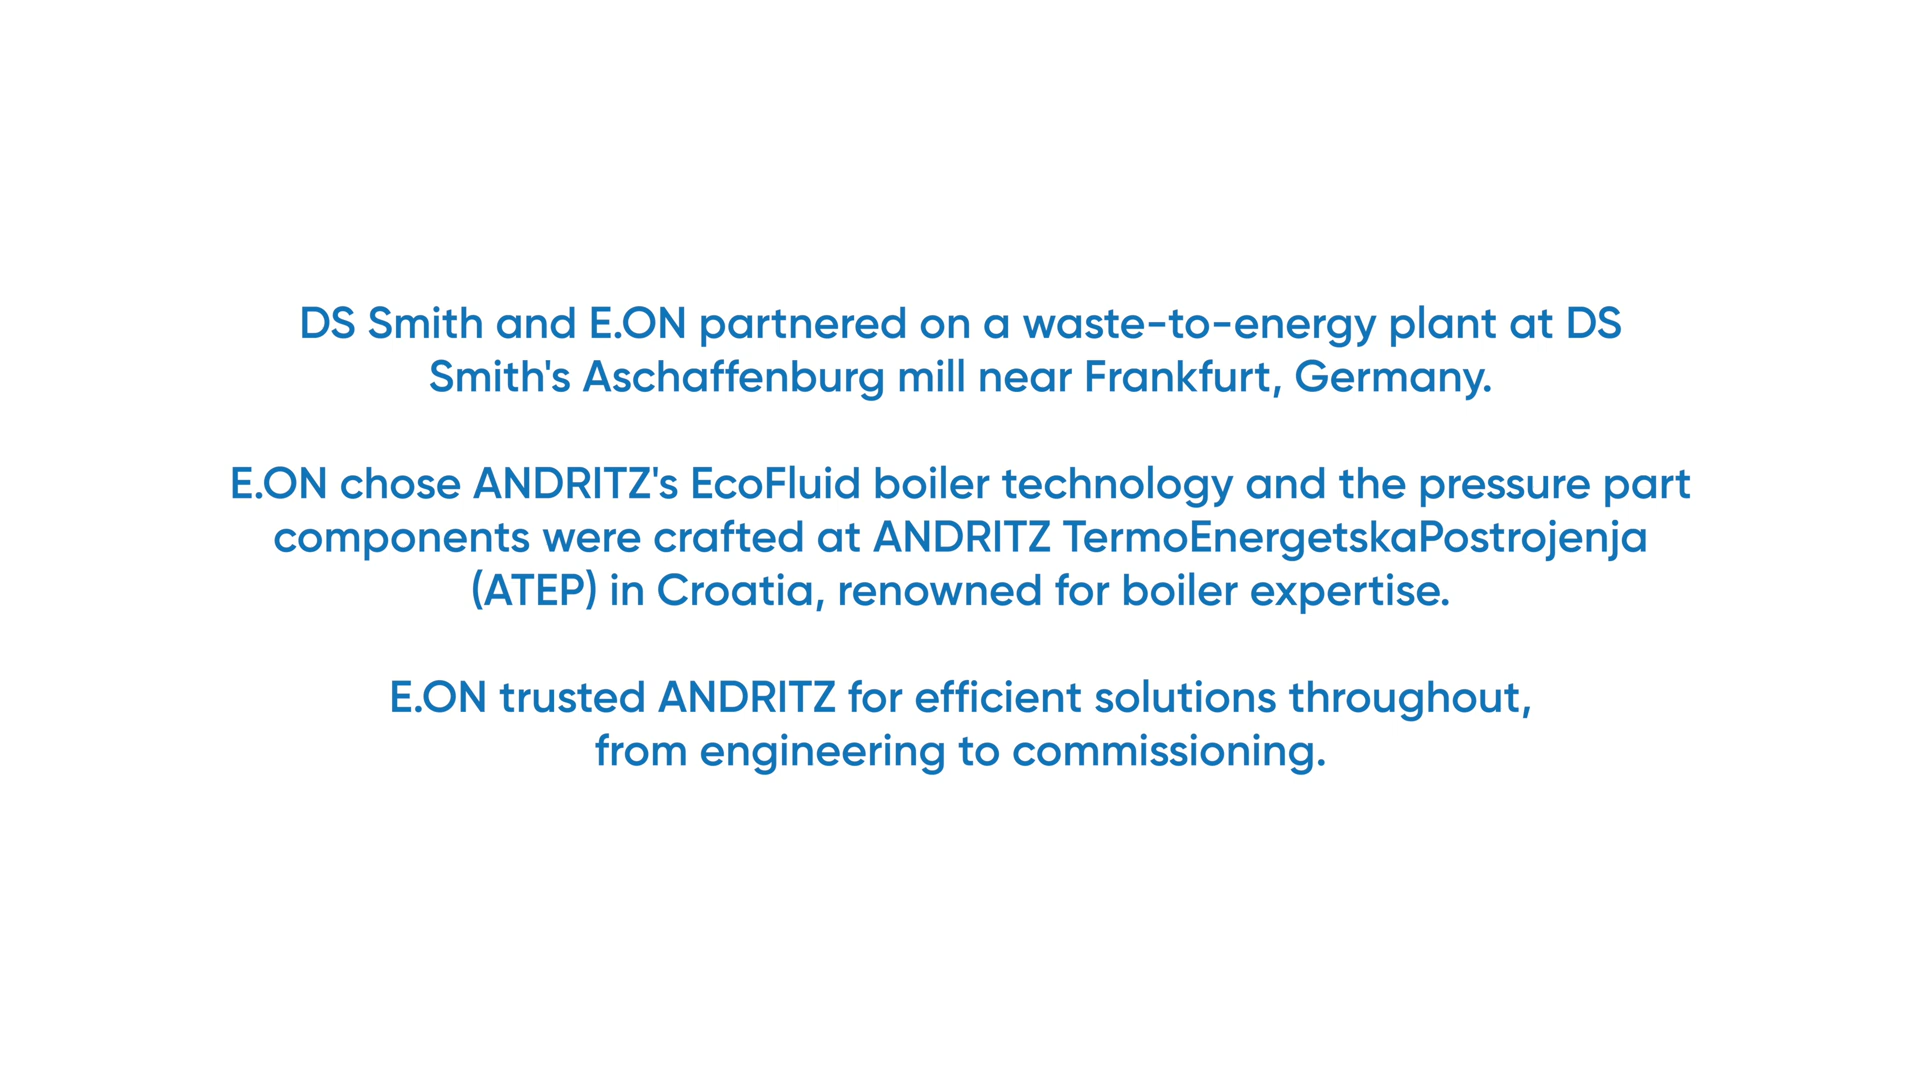 DS Smith and E.ON partnered on a waste-to-energy plant at DS
Smith's Aschaffenburg mill near Frankfurt, Germany.
E.ON chose ANDRITZ's EcoFluid boiler technology and the pressure part
components were crafted at ANDRITZ TermoEnergetskaPostrojenja
(ATEP) in Croatia, renowned for boiler expertise.
E.ON trusted ANDRITZ for efficient solutions throughout,
from engineering to commissioning.